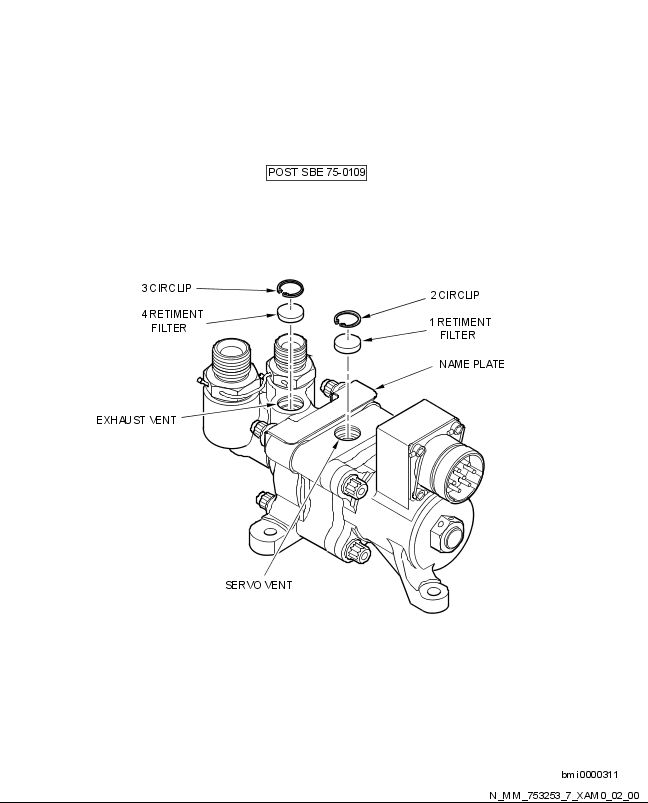 POST SBE 75-0109
3 CIRCLIP
2 CIRCLIP
4 RETIMENT
FILTER
1 RETIMENT
FILTER
NAME PLATE
EXHAUST VENT
SERVO VENT
bmi0000311
N_MM_753253_7_XAM0_02_00